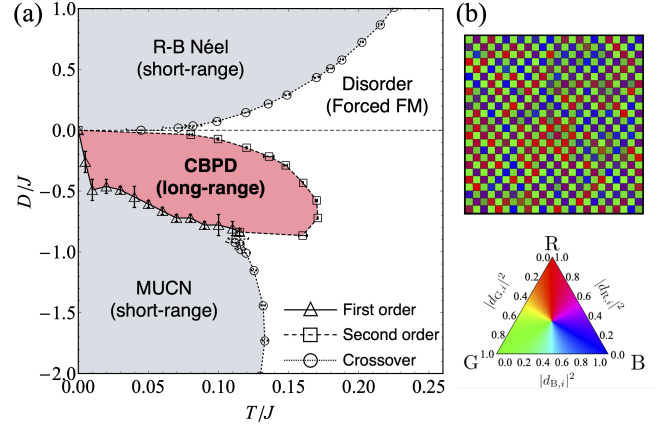 (a)
1.0
0.5
0.0
−0.5
−1.0
−1.5
−2.0
D/J
0.00
0.05
0.10
0.15
0.20
0.25
T/J
R-B Néel
(short-range)
Disorder
(Forced FM)
CBPD
(long-range)
MUCN
(short-range)
First order
Second order
Crossover
(b)
R
0.0 1.0
0.2 0.8
0.4 0.6
0.6 0.4
0.8 0.2
1.0 0.0
|d_{G,i}|²
|d_{R,i}|²
G
B
0.0 0.2 0.4 0.6 0.8 1.0
|d_{B,i}|²